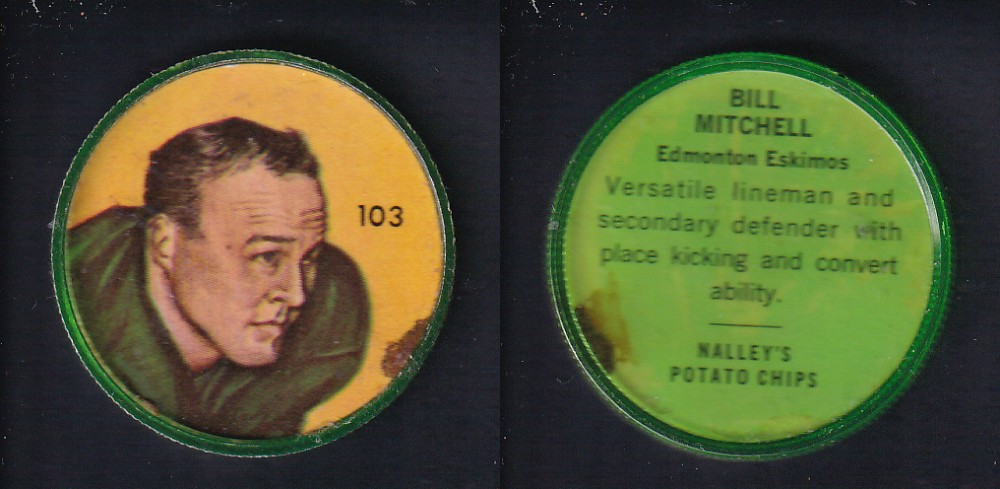 103
BILL
MITCHELL
Edmonton Eskimos
Versatile lineman and
secondary defender with
place kicking and convert
ability.
NALLEY'S
POTATO CHIPS